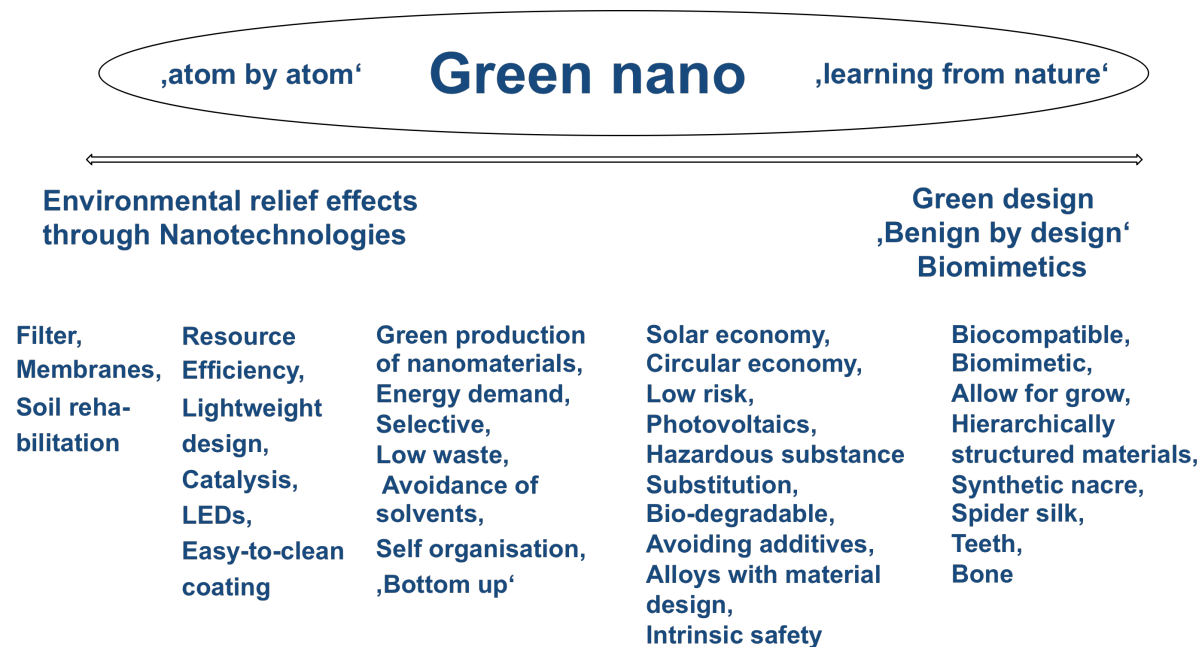 ‚atom by atom‘ Green nano ‚learning from nature‘
Environmental relief effects
through Nanotechnologies
Green design
‚Benign by design‘
Biomimetics
Filter,
Membranes,
Soil reha-
bilitation
Resource
Efficiency,
Lightweight
design,
Catalysis,
LEDs,
Easy-to-clean
coating
Green production
of nanomaterials,
Energy demand,
Selective,
Low waste,
Avoidance of
solvents,
Self organisation,
‚Bottom up‘
Solar economy,
Circular economy,
Low risk,
Photovoltaics,
Hazardous substance
Substitution,
Bio-degradable,
Avoiding additives,
Alloys with material
design,
Intrinsic safety
Biocompatible,
Biomimetic,
Allow for grow,
Hierarchically
structured materials,
Synthetic nacre,
Spider silk,
Teeth,
Bone